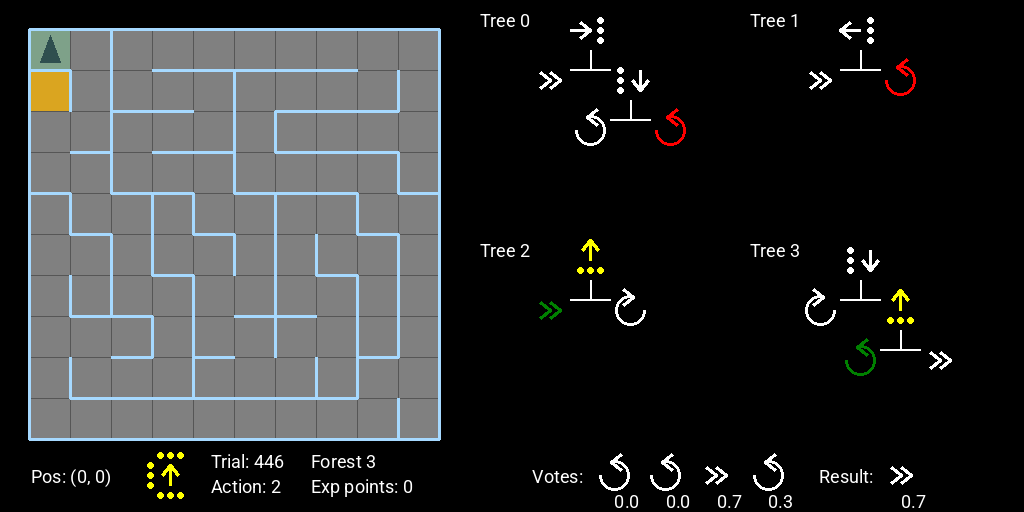 Tree 0
Tree 1
Tree 2
Tree 3
Pos: (0, 0)
Trial: 446
Forest 3
Action: 2
Exp points: 0
Votes:
0.0
0.0
0.7
0.3
Result:
0.7